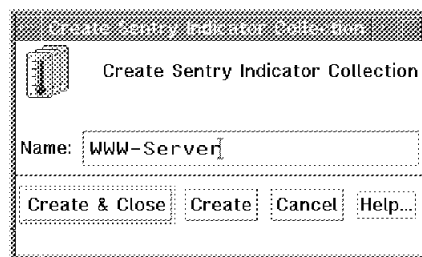 Create Sentry Indicator Collection
Create Sentry Indicator Collection
Name: WWW-Server
Create & Close Create Cancel Help...